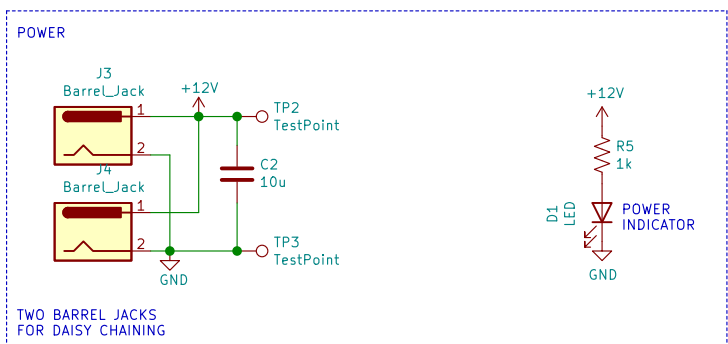 POWER
J3
Barrel_Jack
1
2
+12V
TP2
TestPoint
C2
10u
J4
Barrel_Jack
1
2
TP3
TestPoint
GND
TWO BARREL JACKS
FOR DAISY CHAINING
+12V
R5
1k
D1
LED
POWER
INDICATOR
GND